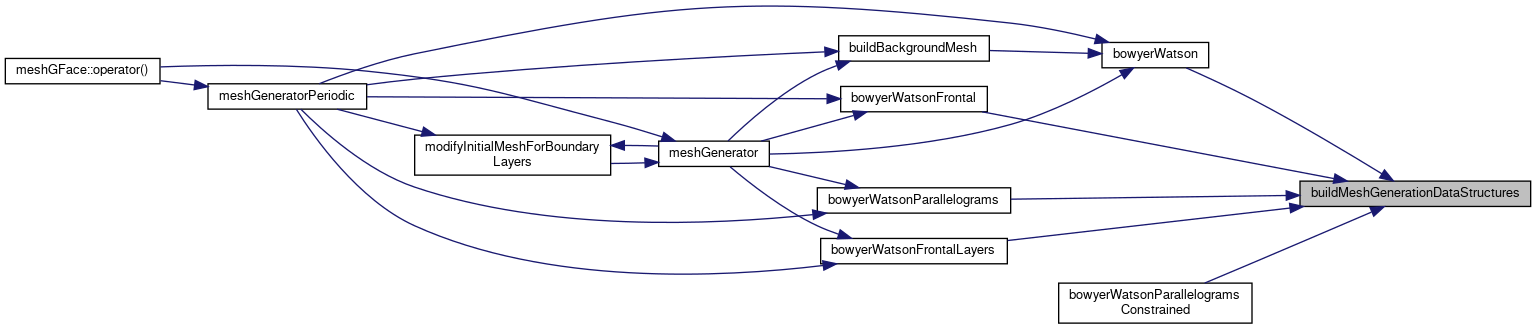 buildBackgroundMesh
bowyerWatson
meshGFace::operator()
meshGeneratorPeriodic
bowyerWatsonFrontal
modifyInitialMeshForBoundary
Layers
meshGenerator
buildMeshGenerationDataStructures
bowyerWatsonParallelograms
bowyerWatsonFrontalLayers
bowyerWatsonParallelograms
Constrained